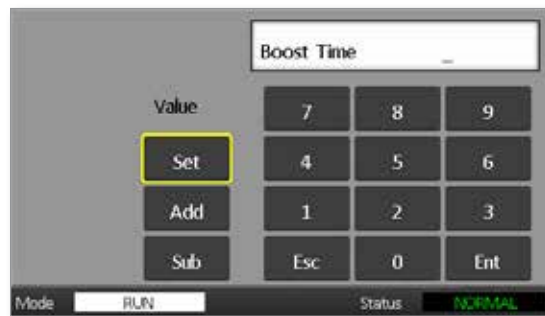 Boost Time _
Value 7 8 9
Set 4 5 6
Add 1 2 3
Sub Esc 0 Ent
Mode RUN Status NORMAL